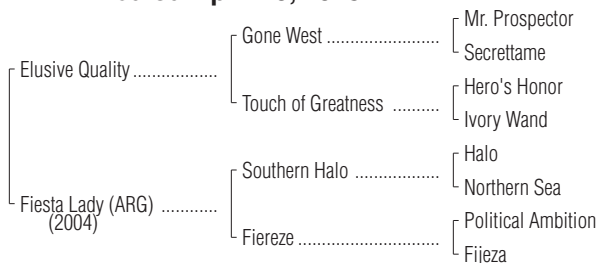 Elusive Quality
Fiesta Lady (ARG)
(2004)
Gone West
Touch of Greatness
Southern Halo
Fiereze
Mr. Prospector
Secrettame
Hero's Honor
Ivory Wand
Halo
Northern Sea
Political Ambition
Fijeza